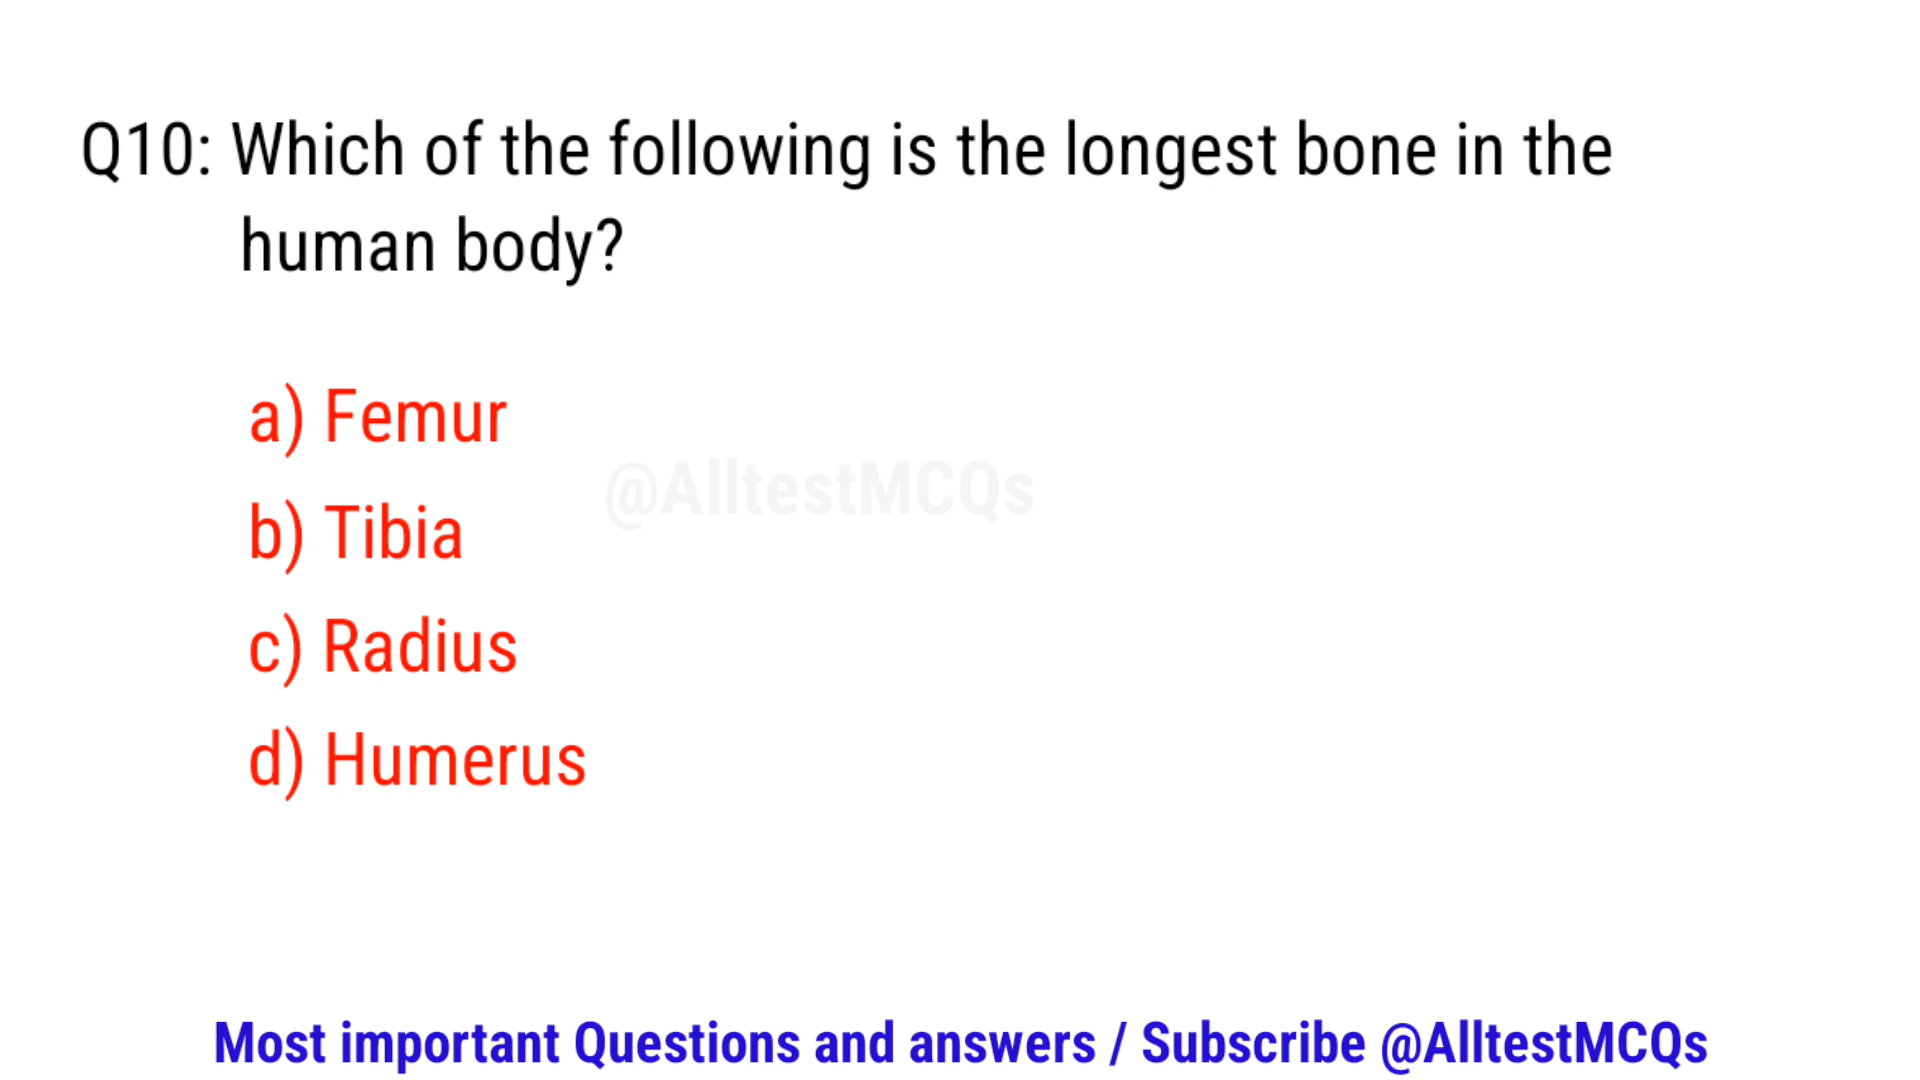 Q10: Which of the following is the longest bone in the
human body?
a) Femur
@AlltestMCQs
b) Tibia
c) Radius
d) Humerus
Most important Questions and answers / Subscribe @AlltestMCQs